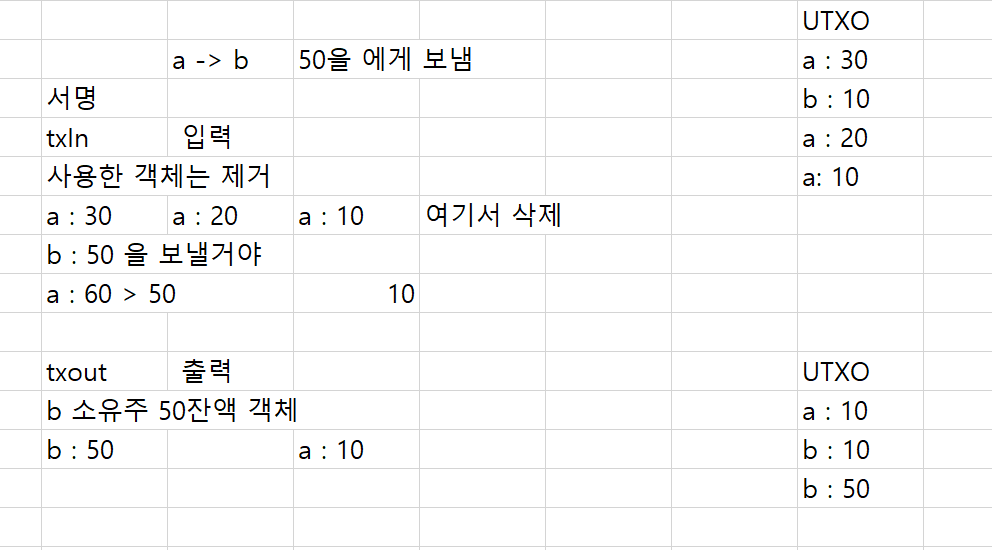 UTXO
a -> b 50을 에게 보냄 a : 30
서명 b : 10
txIn 입력 a : 20
사용한 객체는 제거 a: 10
a : 30 a : 20 a : 10 여기서 삭제
b : 50 을 보낼거야
a : 60 > 50 10
txout 출력 UTXO
b 소유주 50잔액 객체 a : 10
b : 50 a : 10 b : 10
b : 50